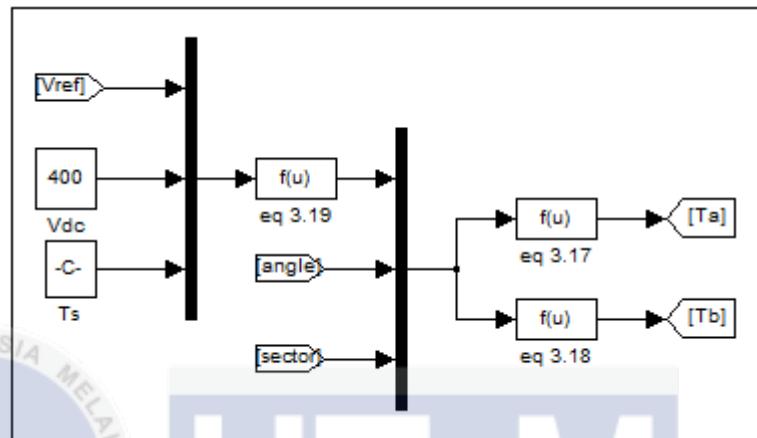 [Vref]
400
Vdc
-C-
Ts
f(u)
eq 3.19
[angle]
[sector]
f(u)
eq 3.17
[Ta]
f(u)
eq 3.18
[Tb]